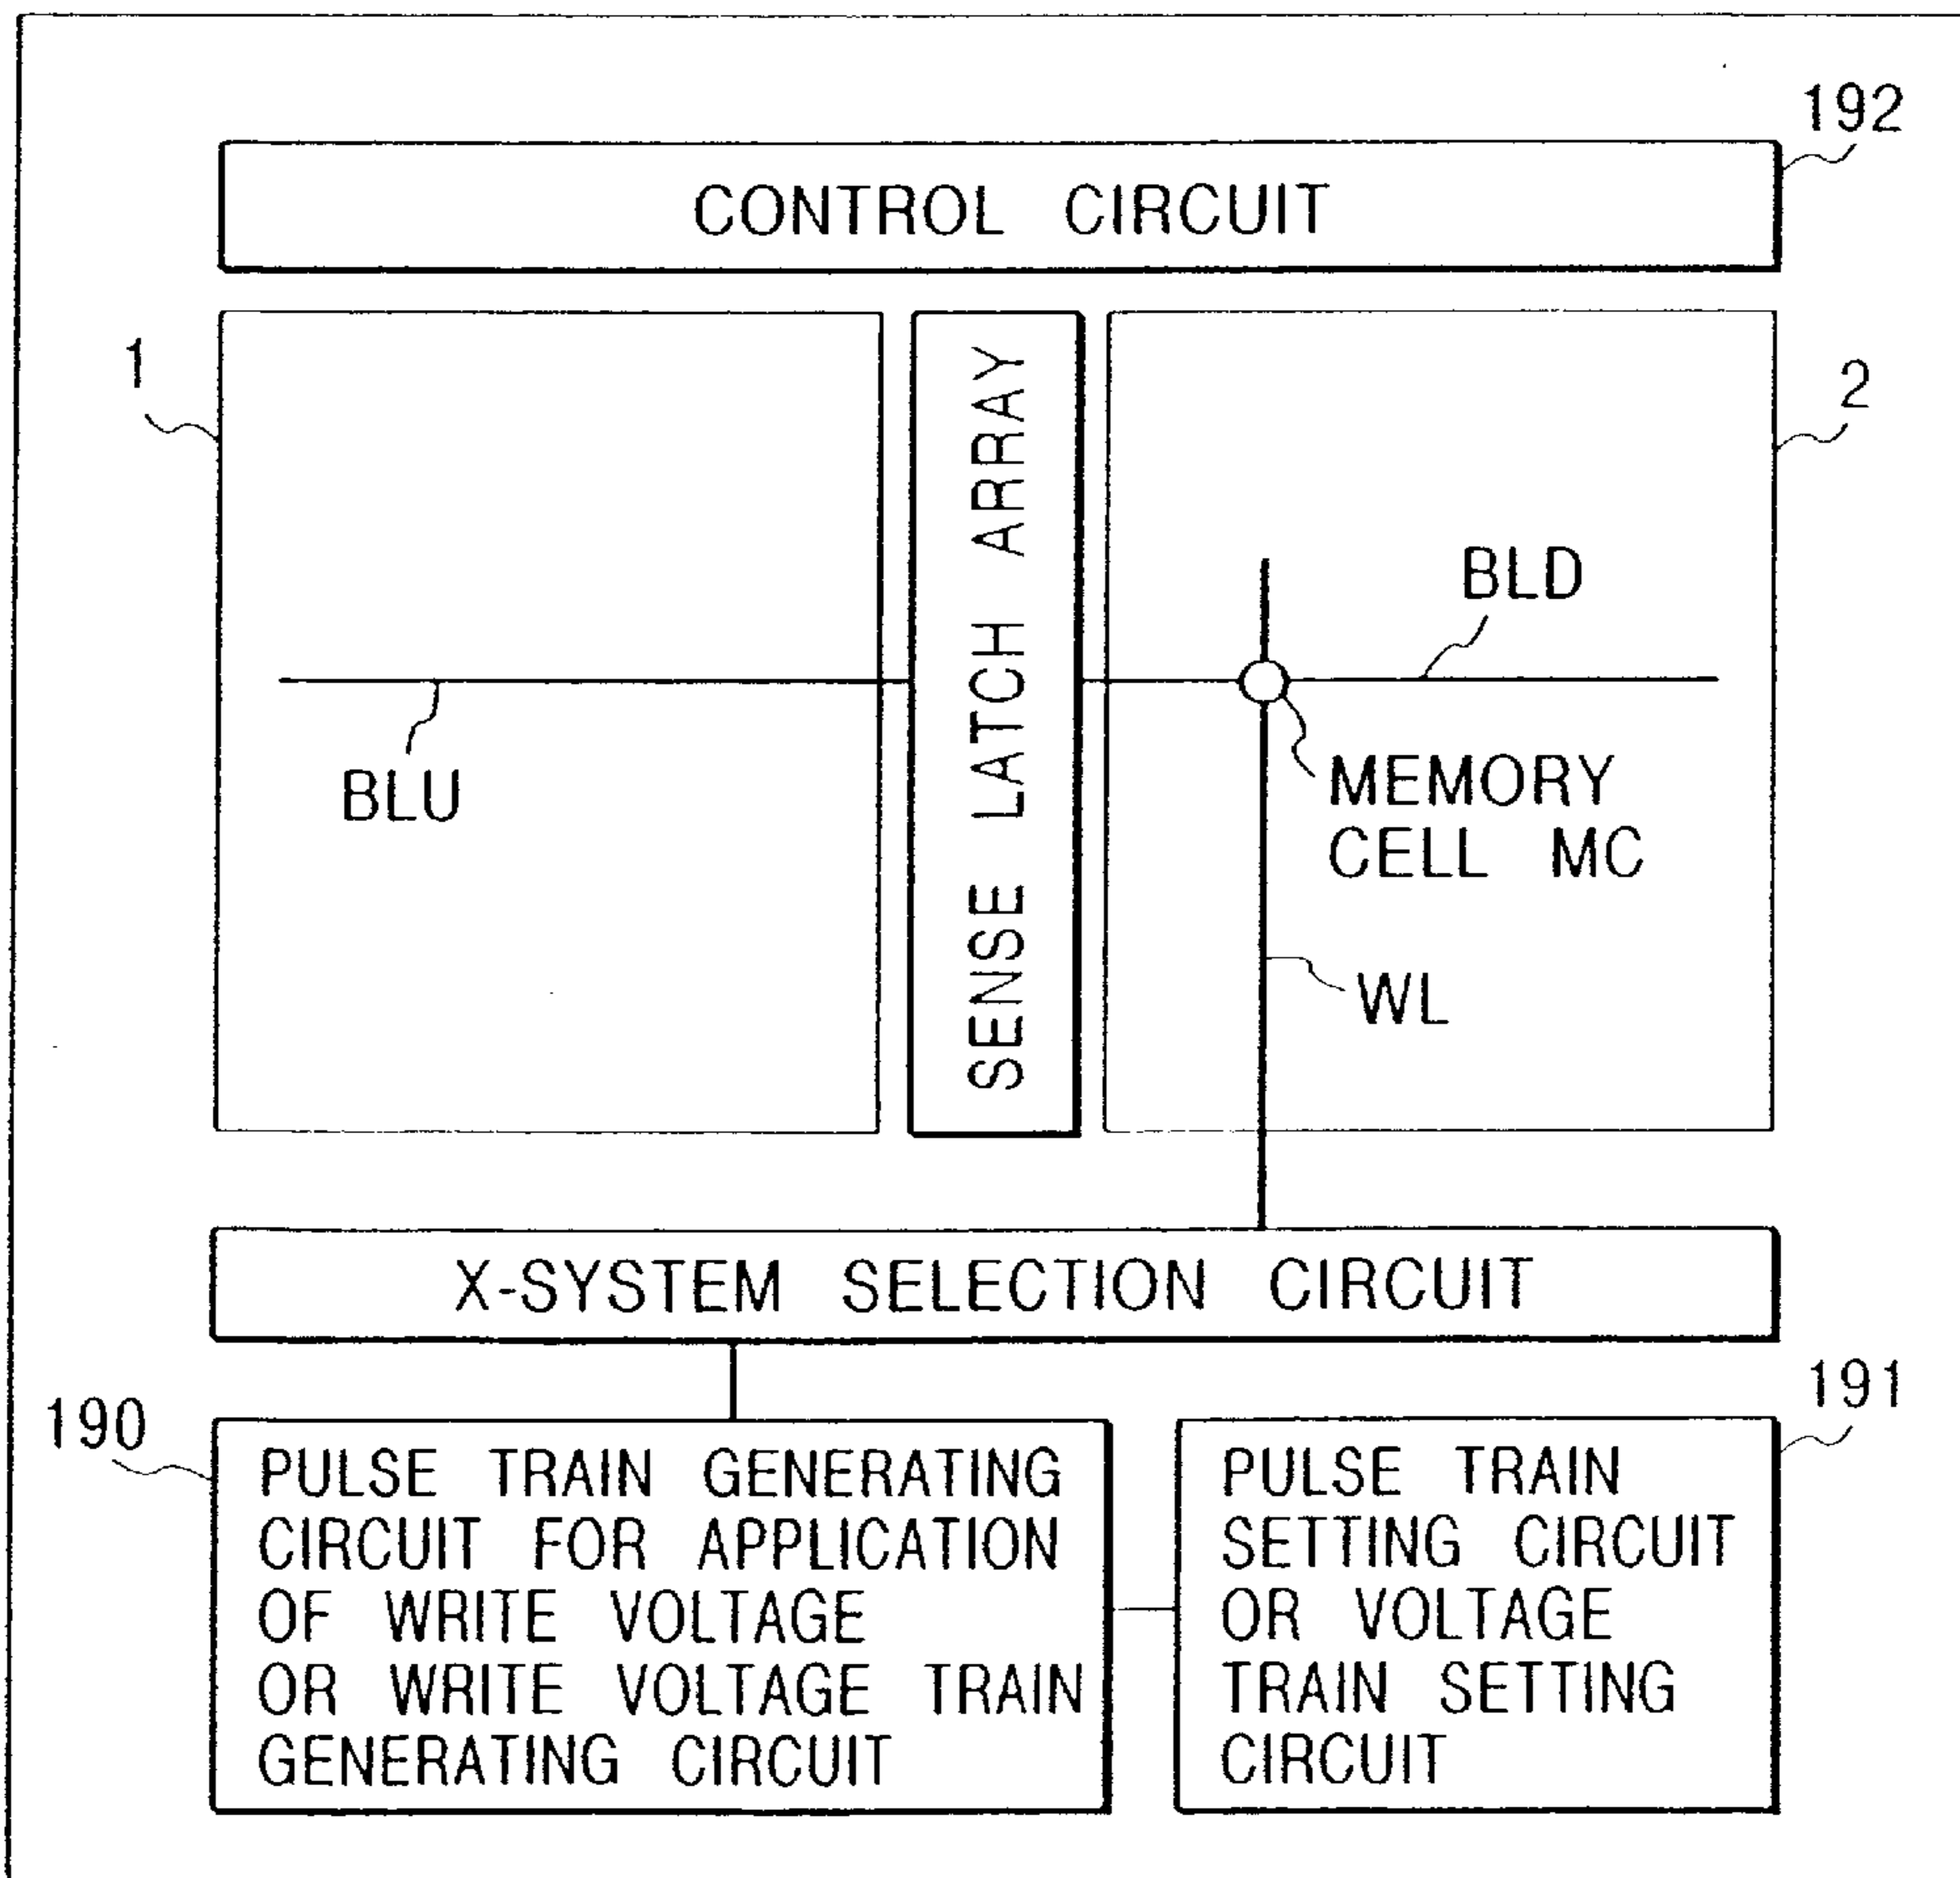 192
CONTROL CIRCUIT
1
2
SENSE LATCH ARRAY
BLD
BLU
MEMORY
CELL MC
WL
X-SYSTEM SELECTION CIRCUIT
190
191
PULSE TRAIN GENERATING
CIRCUIT FOR APPLICATION
OF WRITE VOLTAGE
OR WRITE VOLTAGE TRAIN
GENERATING CIRCUIT
PULSE TRAIN
SETTING CIRCUIT
OR VOLTAGE
TRAIN SETTING
CIRCUIT